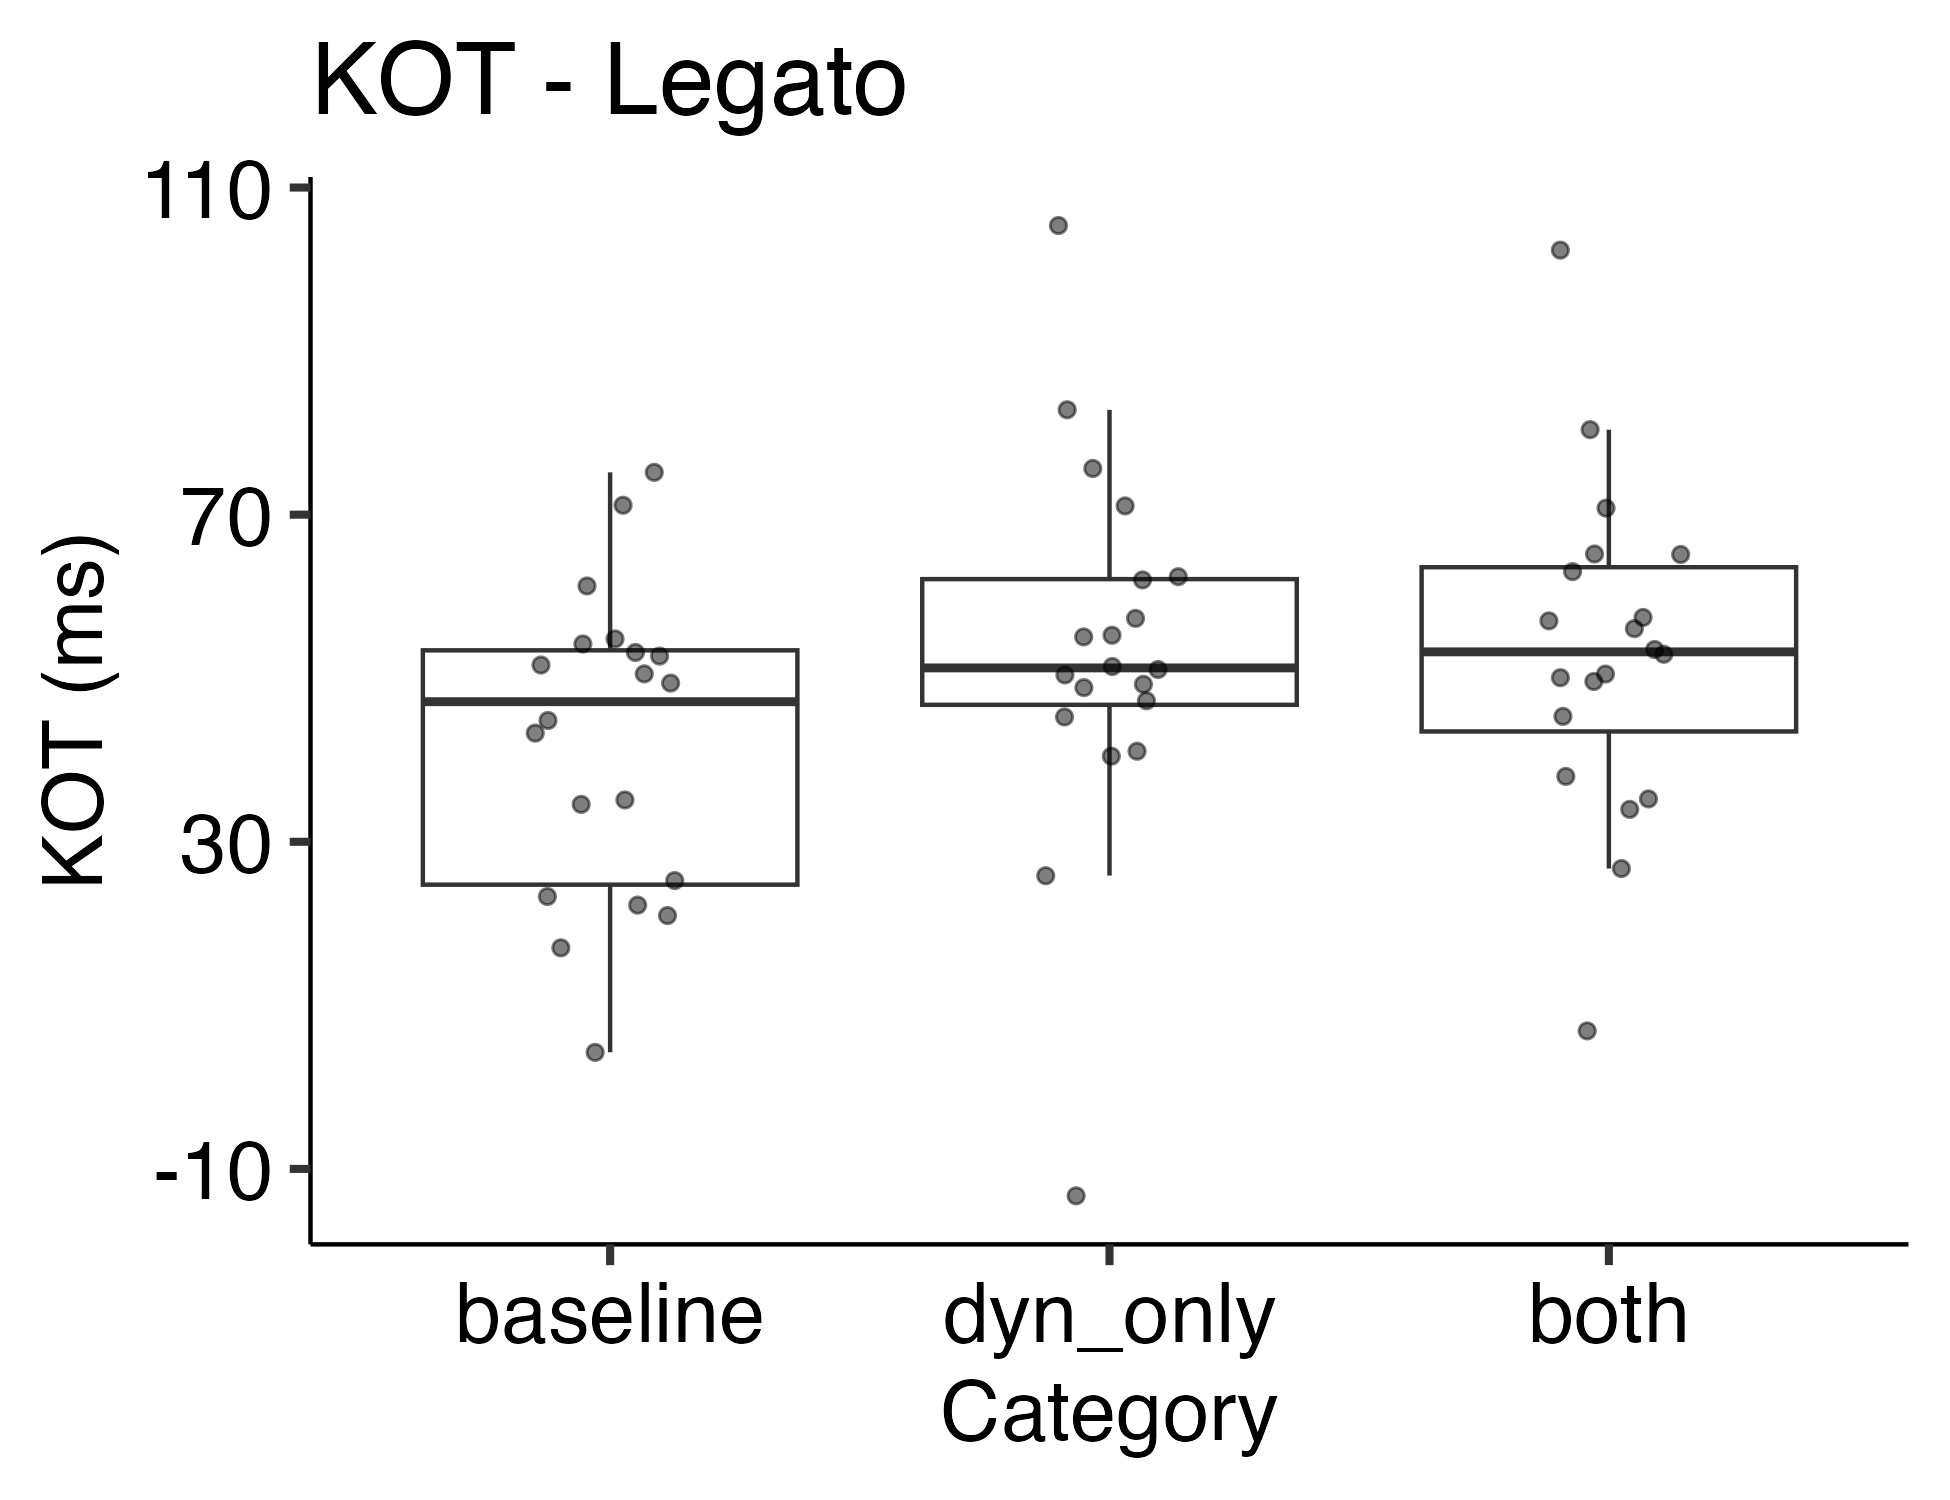 KOT - Legato
110
70
30
-10
KOT (ms)
baseline dyn_only both
Category